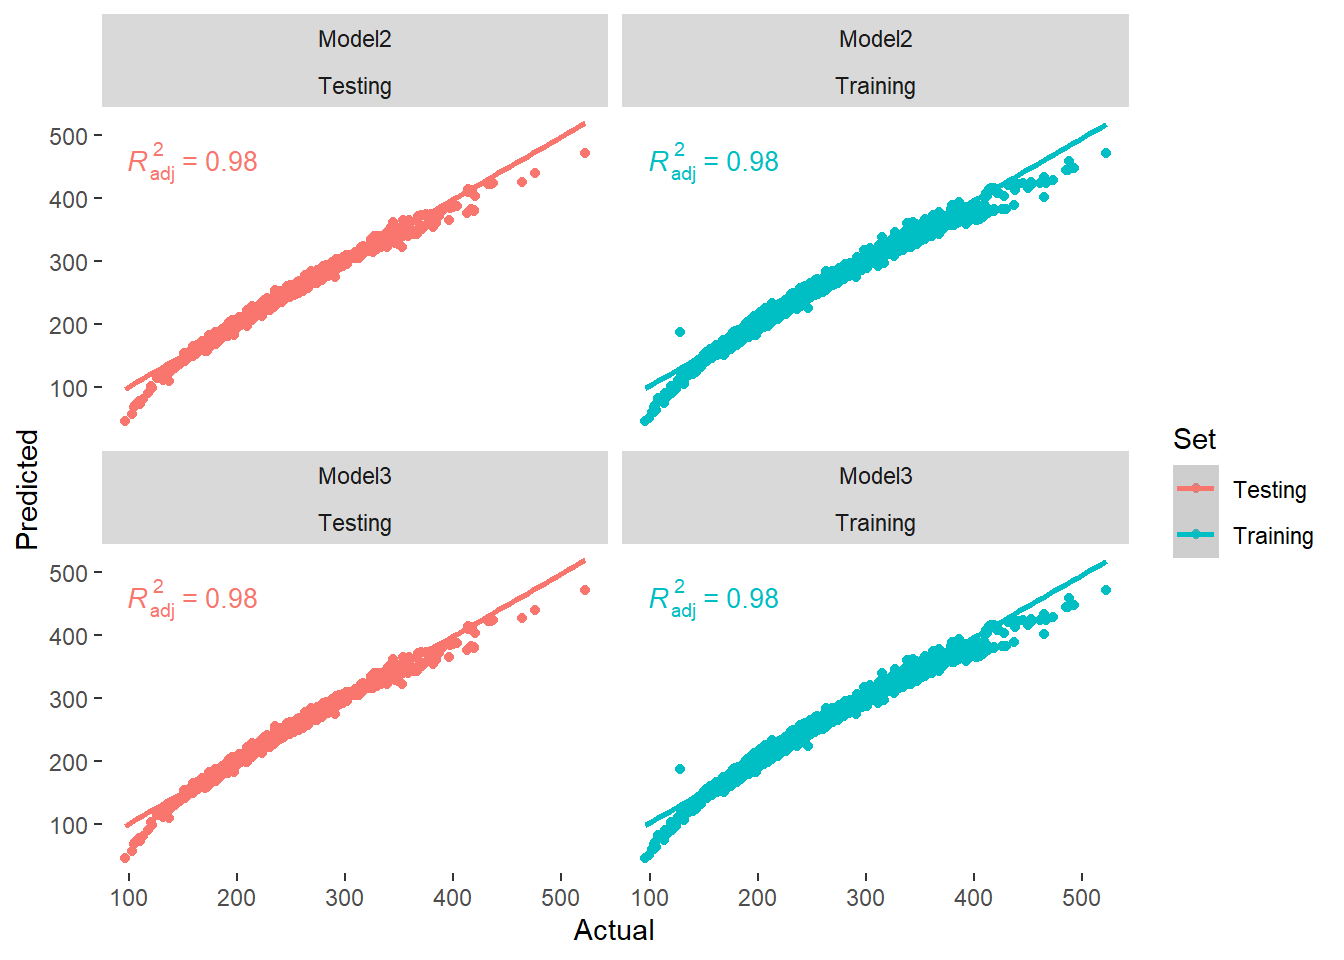 Model2
Testing
Model2
Training
R²adj = 0.98
R²adj = 0.98
500
400
300
200
100
Model3
Testing
Model3
Training
R²adj = 0.98
R²adj = 0.98
500
400
300
200
100
100 200 300 400 500
100 200 300 400 500
Actual
Predicted
Set
Testing
Training